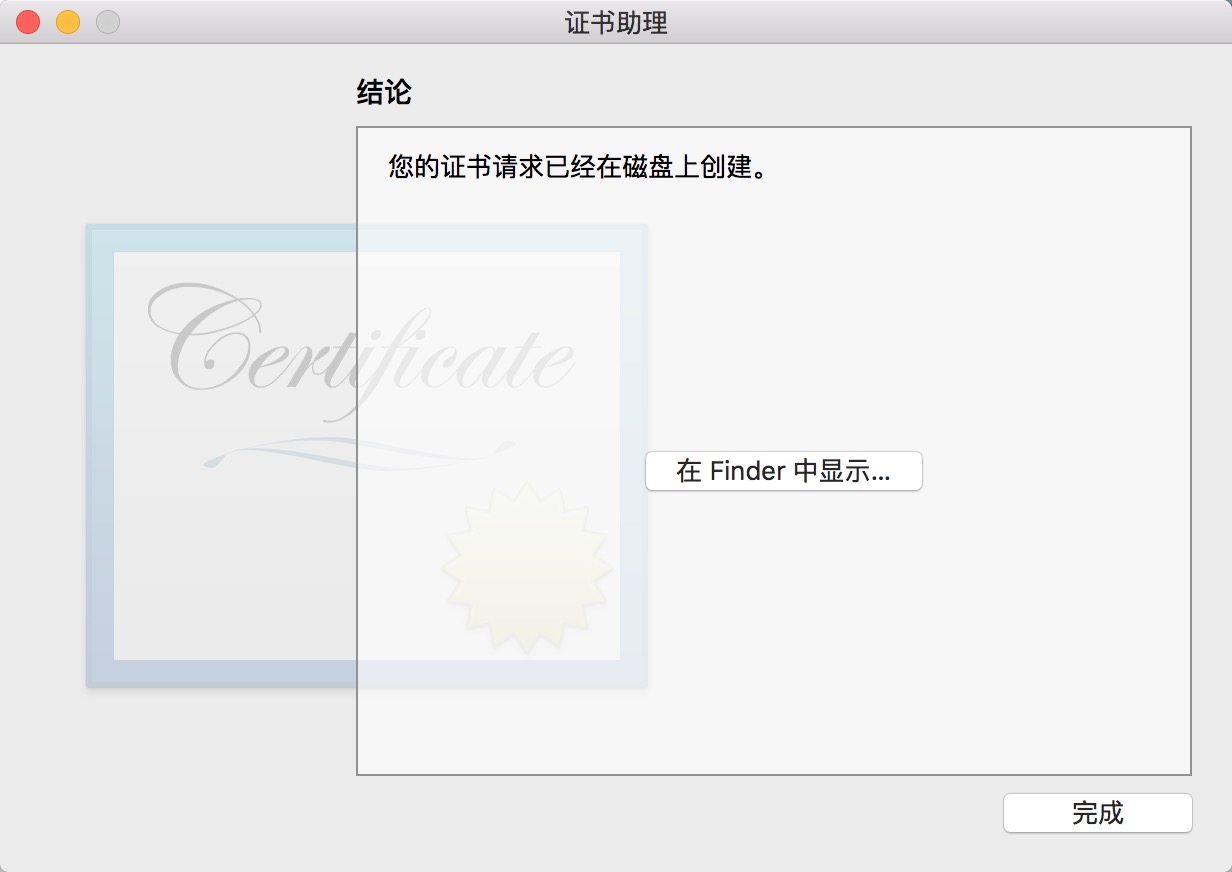 证书助理
结论
您的证书请求已经在磁盘上创建。
Certificate
在 Finder 中显示...
完成